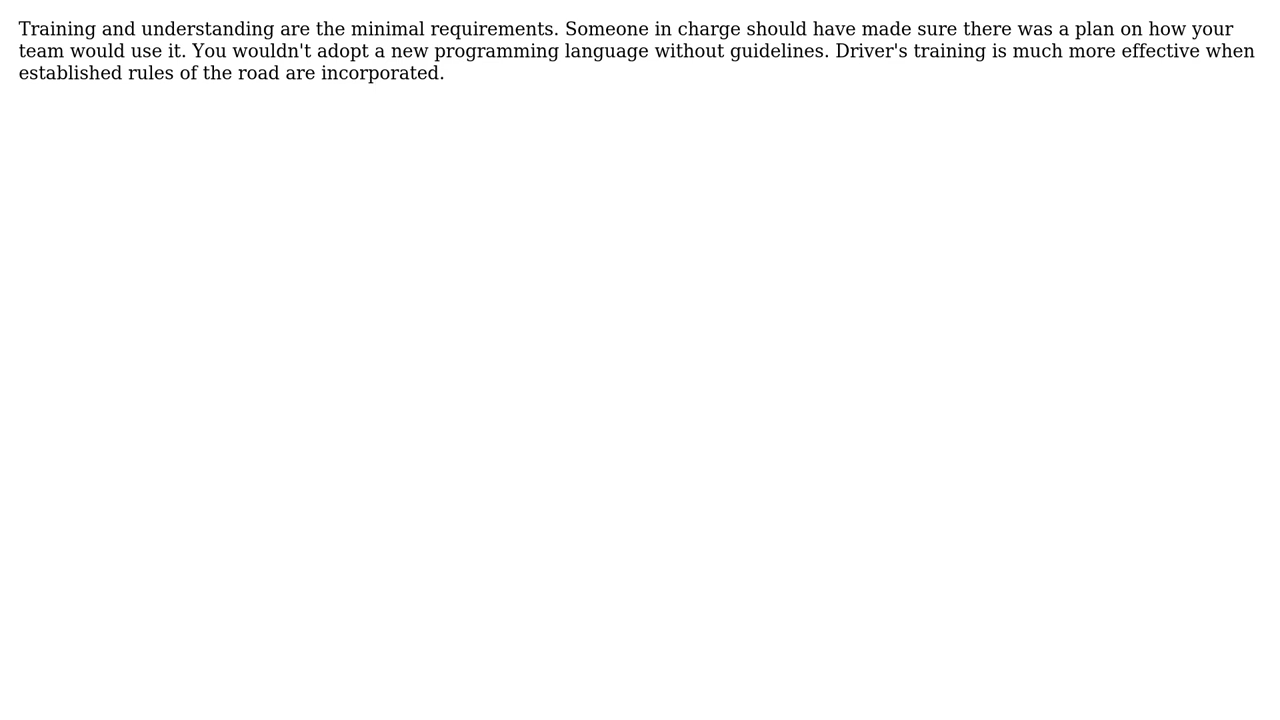 Training and understanding are the minimal requirements. Someone in charge should have made sure there was a plan on how your
team would use it. You wouldn't adopt a new programming language without guidelines. Driver's training is much more effective when
established rules of the road are incorporated.